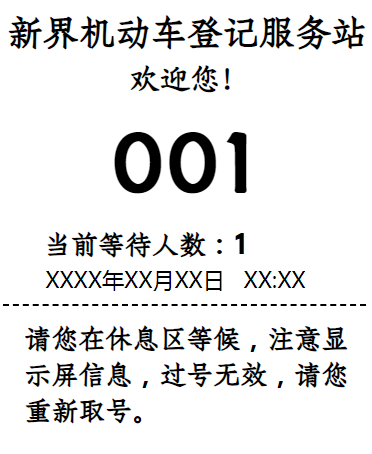 新界机动车登记服务站
欢迎您!
001
当前等待人数：1
XXXX年XX月XX日 XX:XX
请您在休息区等候，注意显
示屏信息，过号无效，请您
重新取号。